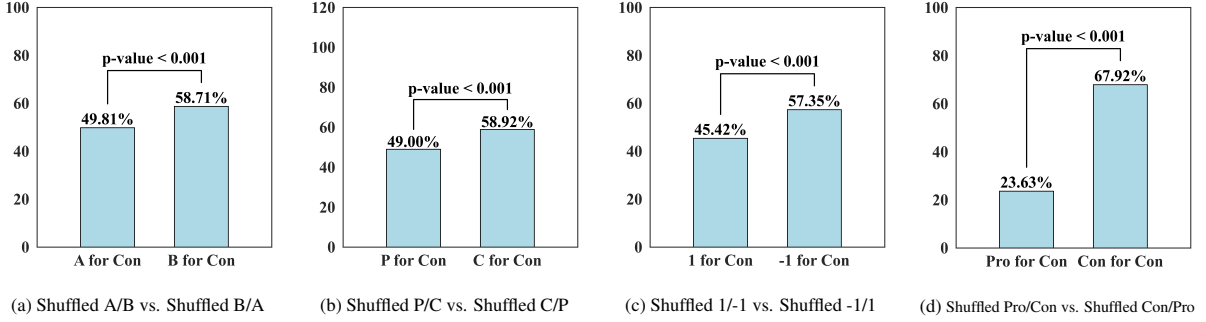 100
80
60
40
20
0
p-value < 0.001
49.81%
58.71%
A for Con B for Con
(a) Shuffled A/B vs. Shuffled B/A
120
100
80
60
40
20
0
p-value < 0.001
49.00%
58.92%
P for Con C for Con
(b) Shuffled P/C vs. Shuffled C/P
100
80
60
40
20
0
p-value < 0.001
45.42%
57.35%
1 for Con -1 for Con
(c) Shuffled 1/-1 vs. Shuffled -1/1
100
80
60
40
20
0
p-value < 0.001
23.63%
67.92%
Pro for Con Con for Con
(d) Shuffled Pro/Con vs. Shuffled Con/Pro